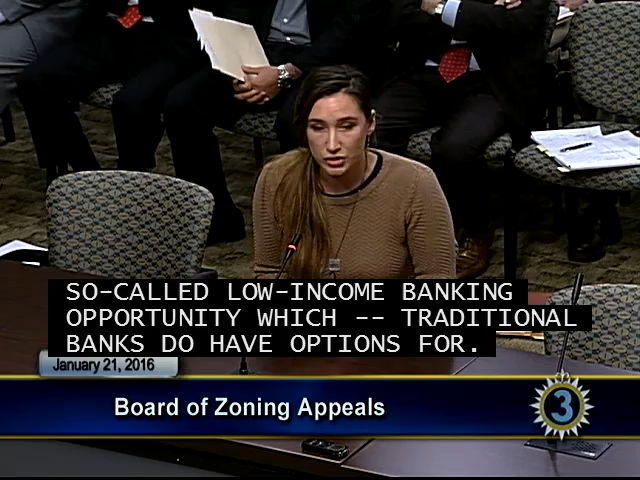 SO-CALLED LOW-INCOME BANKING
OPPORTUNITY WHICH -- TRADITIONAL
BANKS DO HAVE OPTIONS FOR.
January 21, 2016
Board of Zoning Appeals
3